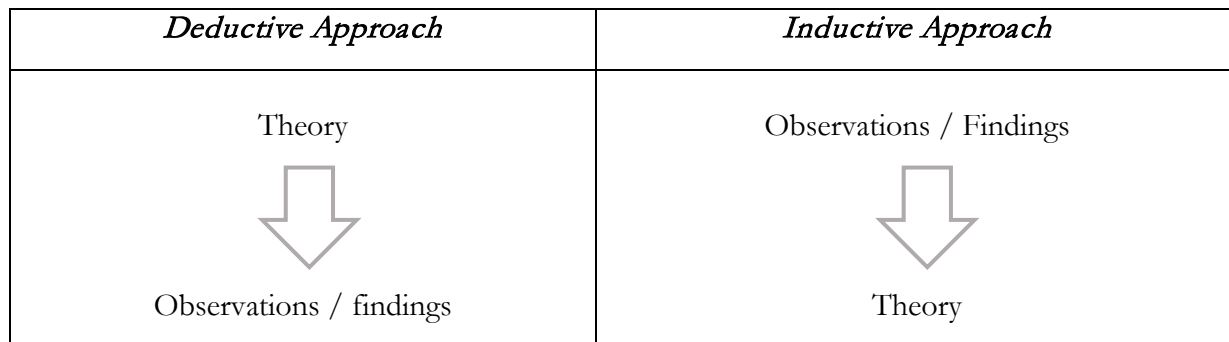 Deductive Approach
Inductive Approach
Theory
Observations / findings
Observations / Findings
Theory